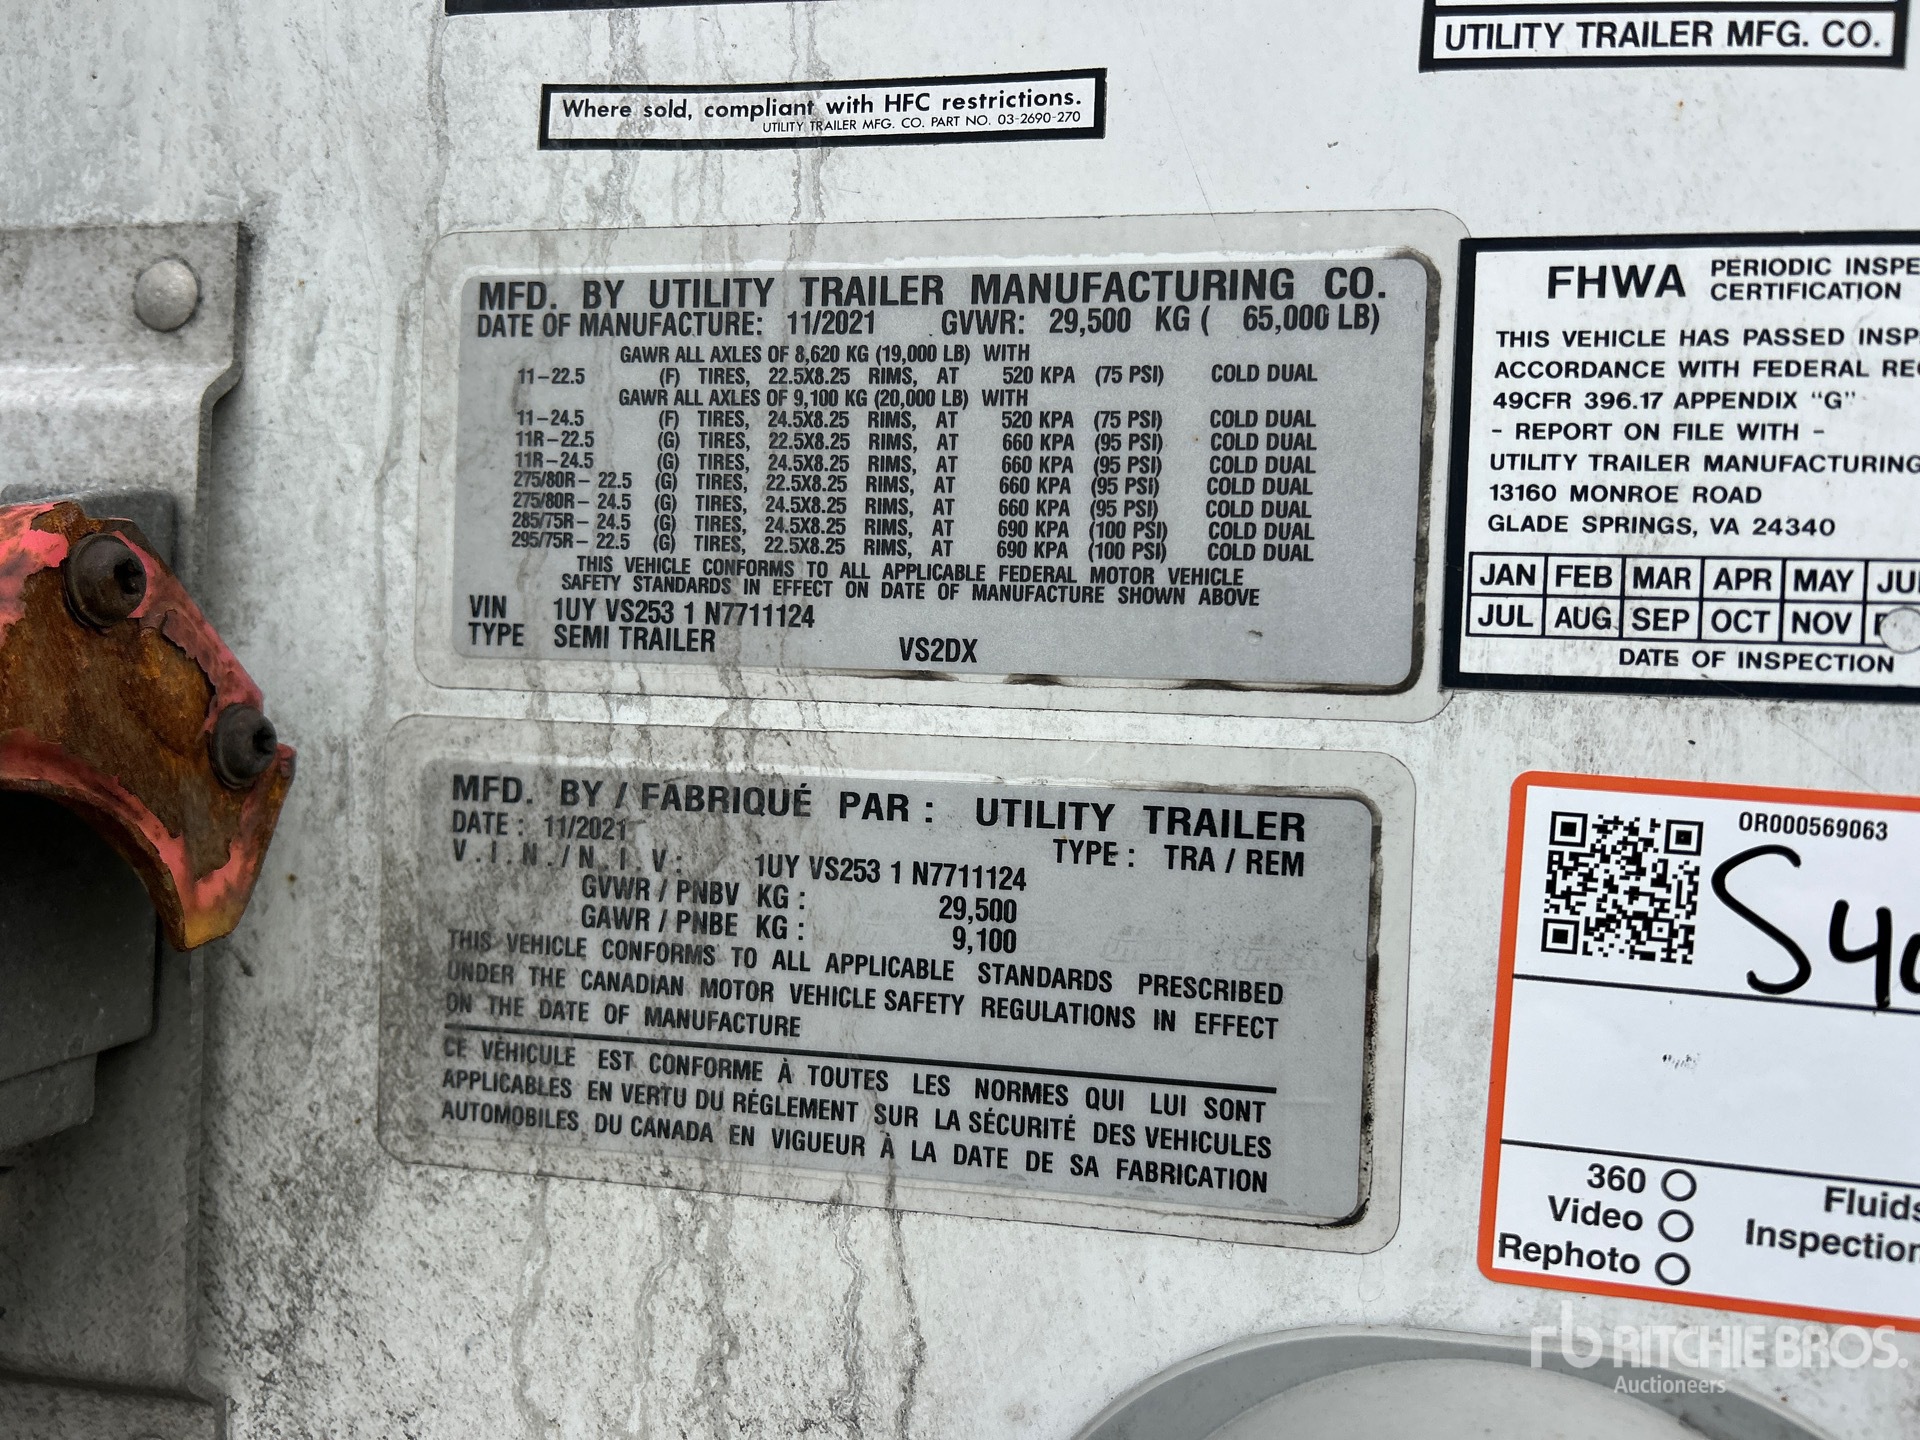 UTILITY TRAILER MFG. CO.
Where sold, compliant with HFC restrictions.
UTILITY TRAILER MFG. CO. PART NO. 03-2690-270
MFD. BY UTILITY TRAILER MANUFACTURING CO.
DATE OF MANUFACTURE: 11/2021 GVWR: 29,500 KG ( 65,000 LB)
GAWR ALL AXLES OF 8,620 KG (19,000 LB) WITH
11-22.5 (F) TIRES, 22.5X8.25 RIMS, AT 520 KPA (75 PSI) COLD DUAL
GAWR ALL AXLES OF 9,100 KG (20,000 LB) WITH
11-24.5 (F) TIRES, 24.5X8.25 RIMS, AT 520 KPA (75 PSI) COLD DUAL
11R-22.5 (G) TIRES, 22.5X8.25 RIMS, AT 660 KPA (95 PSI) COLD DUAL
11R-24.5 (G) TIRES, 24.5X8.25 RIMS, AT 660 KPA (95 PSI) COLD DUAL
275/80R-22.5 (G) TIRES, 22.5X8.25 RIMS, AT 660 KPA (95 PSI) COLD DUAL
275/80R-24.5 (G) TIRES, 24.5X8.25 RIMS, AT 660 KPA (95 PSI) COLD DUAL
285/75R-24.5 (G) TIRES, 24.5X8.25 RIMS, AT 690 KPA (100 PSI) COLD DUAL
295/75R-22.5 (G) TIRES, 22.5X8.25 RIMS, AT 690 KPA (100 PSI) COLD DUAL
THIS VEHICLE CONFORMS TO ALL APPLICABLE FEDERAL MOTOR VEHICLE
SAFETY STANDARDS IN EFFECT ON DATE OF MANUFACTURE SHOWN ABOVE
VIN 1UY VS253 1 N7711124
TYPE SEMI TRAILER VS2DX
FHWA PERIODIC INSPE
CERTIFICATION
THIS VEHICLE HAS PASSED INSP
ACCORDANCE WITH FEDERAL RE
49CFR 396.17 APPENDIX "G"
- REPORT ON FILE WITH -
UTILITY TRAILER MANUFACTURING
13160 MONROE ROAD
GLADE SPRINGS, VA 24340
JAN FEB MAR APR MAY JU
JUL AUG SEP OCT NOV
DATE OF INSPECTION
MFD. BY / FABRIQUÉ PAR : UTILITY TRAILER
DATE : 11/2021 TYPE : TRA / REM
V.I.N./N.I.V: 1UY VS253 1 N7711124
GVWR / PNBV KG : 29,500
GAWR / PNBE KG : 9,100
THIS VEHICLE CONFORMS TO ALL APPLICABLE STANDARDS PRESCRIBED
UNDER THE CANADIAN MOTOR VEHICLE SAFETY REGULATIONS IN EFFECT
ON THE DATE OF MANUFACTURE
CE VÉHICULE EST CONFORME À TOUTES LES NORMES QUI LUI SONT
APPLICABLES EN VERTU DU RÉGLEMENT SUR LA SÉCURITÉ DES VEHICULES
AUTOMOBILES DU CANADA EN VIGUEUR À LA DATE DE SA FABRICATION
OR000569063
S40
360
Video
Rephoto
Fluids
Inspection
rb RITCHIE BROS.
Auctioneers